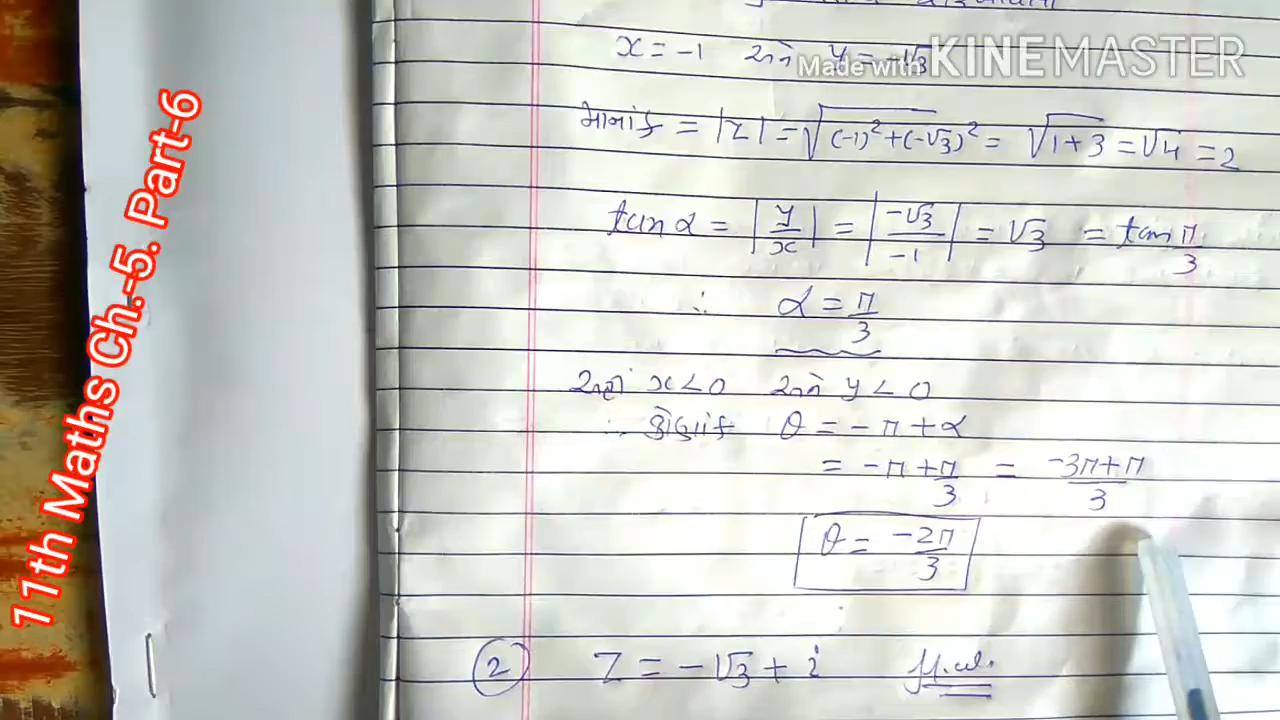 x = -1 અને y = -√3
Made with KINEMASTER
માનાંક = |z| = √((-1)² + (-√3)²) = √(1+3) = √4 = 2
tan α = |y/x| = |-√3/-1| = √3 = tan π/3
∴ α = π/3
અહીં x < 0 અને y < 0
∴ કોણાંક θ = -π + α
= -π + π/3 = (-3π+π)/3
θ = -2π/3
(2) Z = -√3 + i H.W.
11th Maths Ch.-5. Part-6